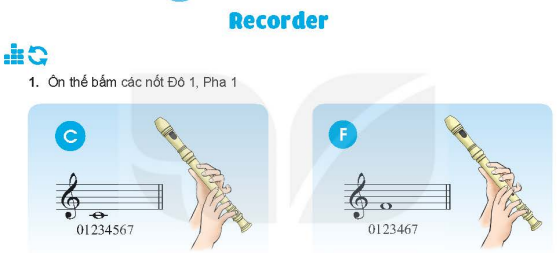 Recorder
1. Ôn thế bấm các nốt Đô 1, Pha 1
C
01234567
F
0123467